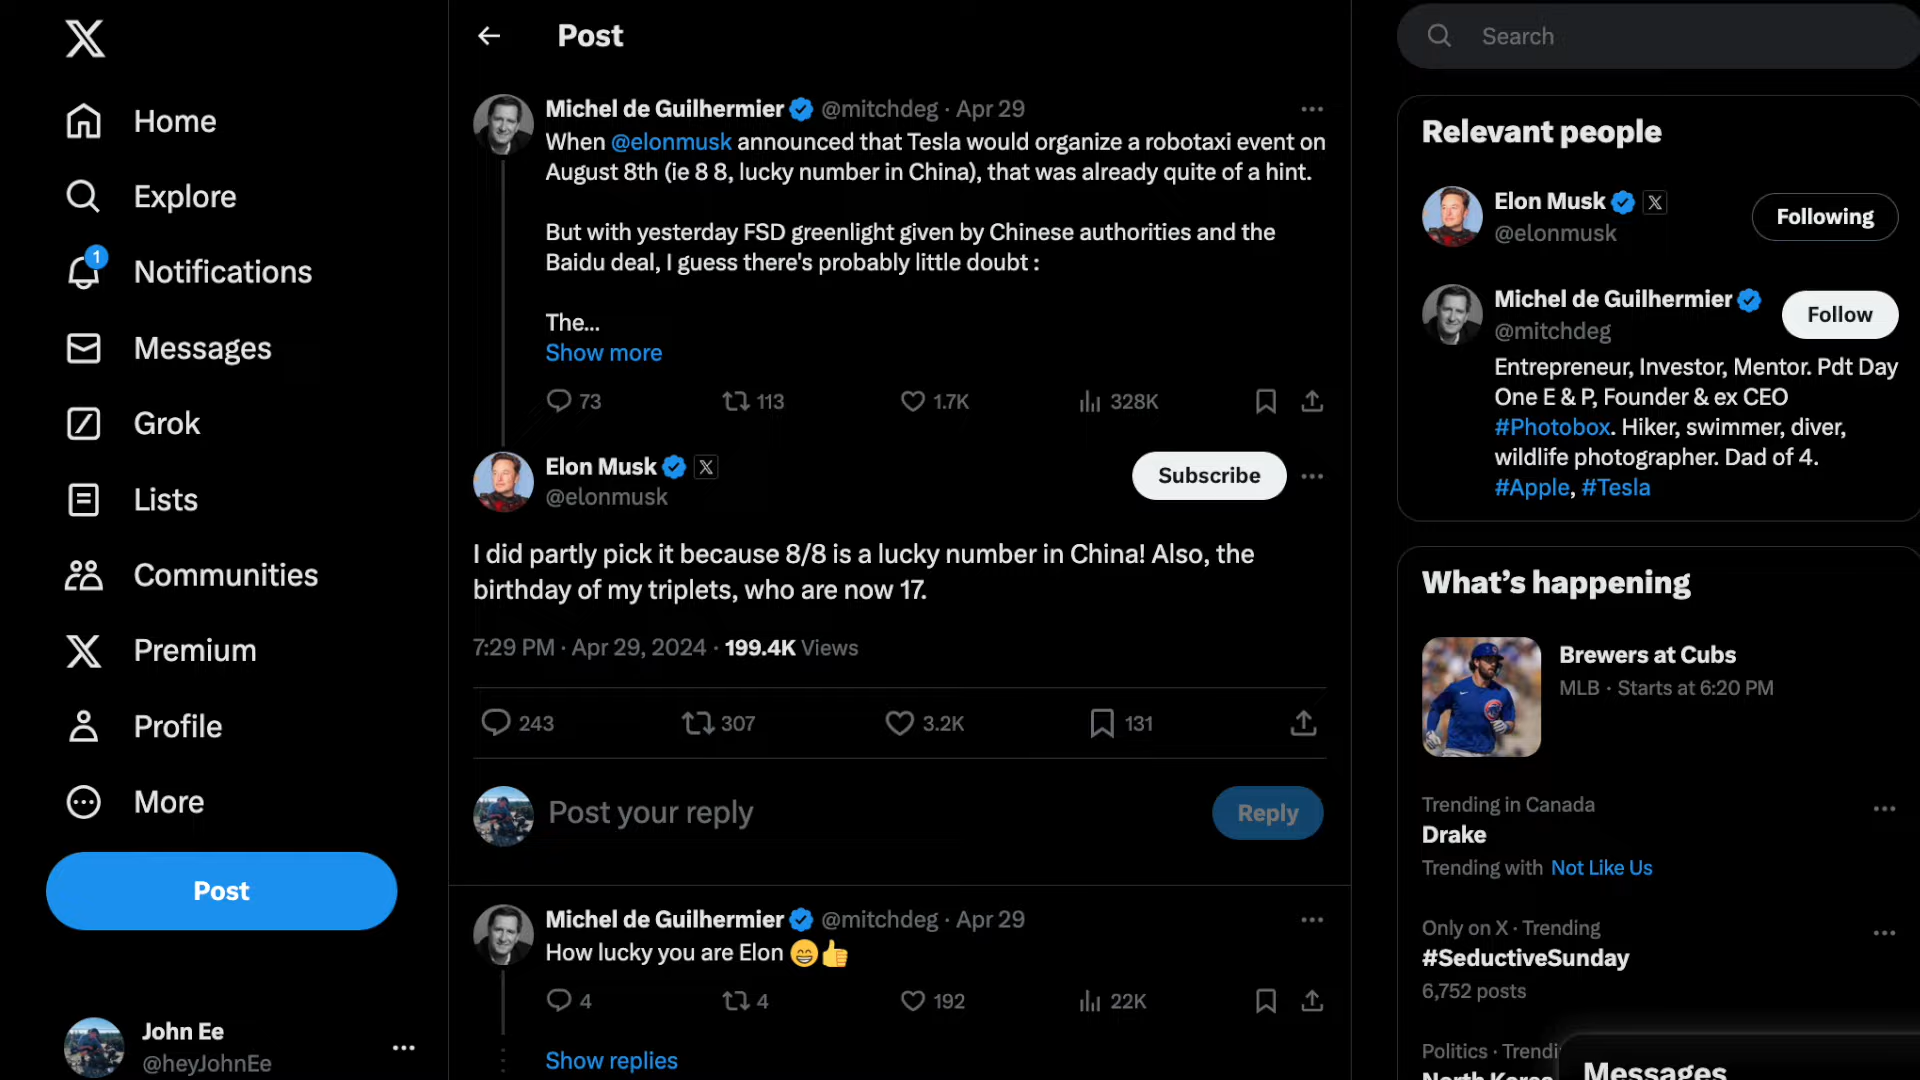 Home
Explore
1
Notifications
Messages
Grok
Lists
Communities
Premium
Profile
More
Post
John Ee
@heyJohnEe
Post
Michel de Guilhermier @mitchdeg · Apr 29
When @elonmusk announced that Tesla would organize a robotaxi event on
August 8th (ie 8 8, lucky number in China), that was already quite of a hint.
But with yesterday FSD greenlight given by Chinese authorities and the
Baidu deal, I guess there's probably little doubt :
The...
Show more
73 113 1.7K 328K
Elon Musk
@elonmusk
Subscribe
I did partly pick it because 8/8 is a lucky number in China! Also, the
birthday of my triplets, who are now 17.
7:29 PM · Apr 29, 2024 · 199.4K Views
243 307 3.2K 131
Post your reply
Reply
Michel de Guilhermier @mitchdeg · Apr 29
How lucky you are Elon 😁👍
4 4 192 22K
Show replies
Search
Relevant people
Elon Musk
@elonmusk
Following
Michel de Guilhermier
@mitchdeg
Follow
Entrepreneur, Investor, Mentor. Pdt Day
One E & P, Founder & ex CEO
#Photobox. Hiker, swimmer, diver,
wildlife photographer. Dad of 4.
#Apple, #Tesla
What's happening
Brewers at Cubs
MLB · Starts at 6:20 PM
Trending in Canada
Drake
Trending with Not Like Us
Only on X · Trending
#SeductiveSunday
6,752 posts
Politics · Trendi
North Korea
Messages